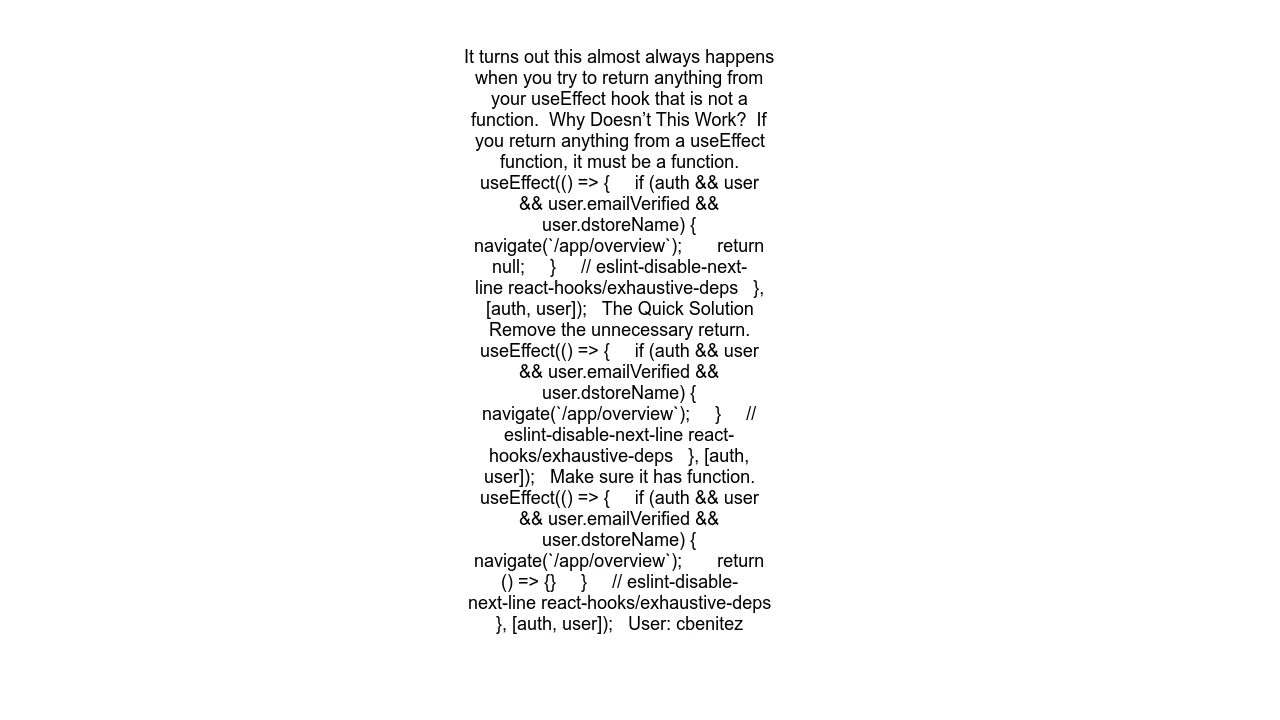 It turns out this almost always happens
when you try to return anything from
your useEffect hook that is not a
function.  Why Doesn’t This Work?  If
you return anything from a useEffect
function, it must be a function.
useEffect(() => {     if (auth && user
&& user.emailVerified &&
user.dstoreName) {
navigate(`/app/overview`);       return
null;     }     // eslint-disable-next-
line react-hooks/exhaustive-deps   },
[auth, user]);   The Quick Solution
Remove the unnecessary return.
useEffect(() => {     if (auth && user
&& user.emailVerified &&
user.dstoreName) {
navigate(`/app/overview`);     }     //
eslint-disable-next-line react-
hooks/exhaustive-deps   }, [auth,
user]);   Make sure it has function.
useEffect(() => {     if (auth && user
&& user.emailVerified &&
user.dstoreName) {
navigate(`/app/overview`);       return
() => {}     }     // eslint-disable-
next-line react-hooks/exhaustive-deps
}, [auth, user]);   User: cbenitez